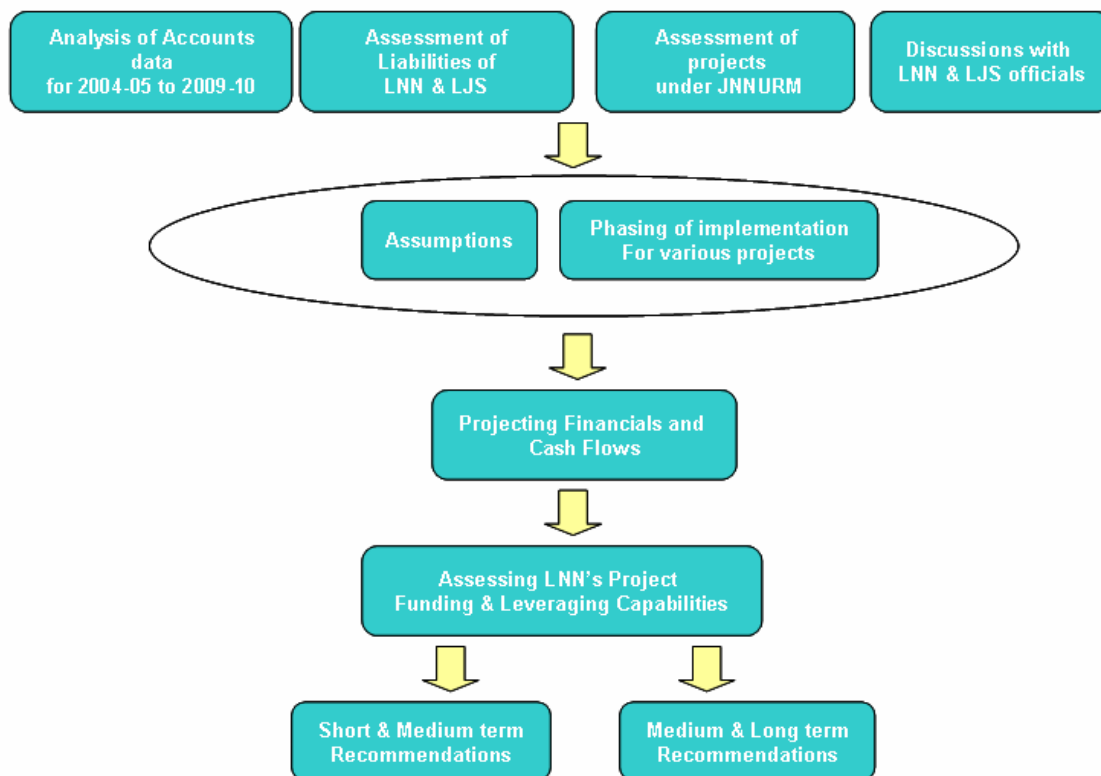 Analysis of Accounts
data
for 2004-05 to 2009-10
Assessment of
Liabilities of
LNN & LJS
Assessment of
projects
under JNNURM
Discussions with
LNN & LJS officials
Assumptions
Phasing of implementation
For various projects
Projecting Financials and
Cash Flows
Assessing LNN's Project
Funding & Leveraging Capabilities
Short & Medium term
Recommendations
Medium & Long term
Recommendations